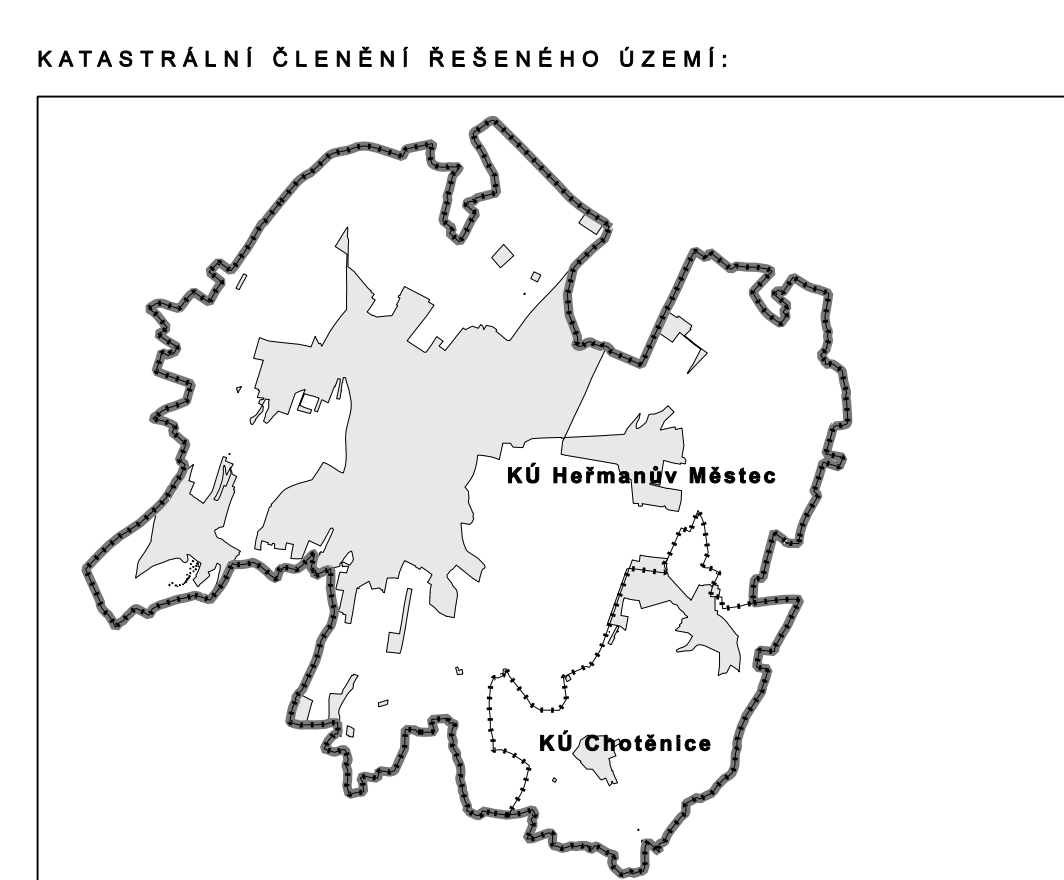 KATASTRÁLNÍ ČLENĚNÍ ŘEŠENÉHO ÚZEMÍ:
KÚ Heřmanův Městec
KÚ Chotěnice